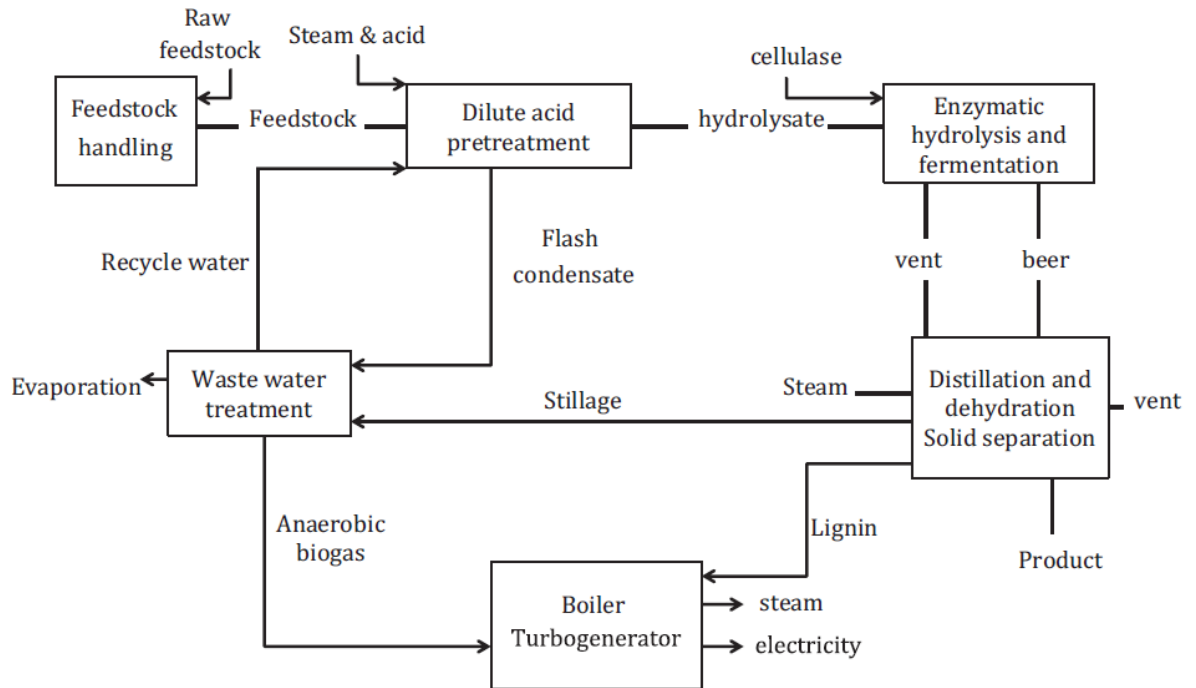 Raw
feedstock
Steam & acid
cellulase
Feedstock
handling
Feedstock
Dilute acid
pretreatment
hydrolysate
Enzymatic
hydrolysis and
fermentation
Recycle water
Flash
condensate
vent
beer
Evaporation
Waste water
treatment
Stillage
Steam
Distillation and
dehydration
Solid separation
vent
Anaerobic
biogas
Lignin
Product
Boiler
Turbogenerator
steam
electricity